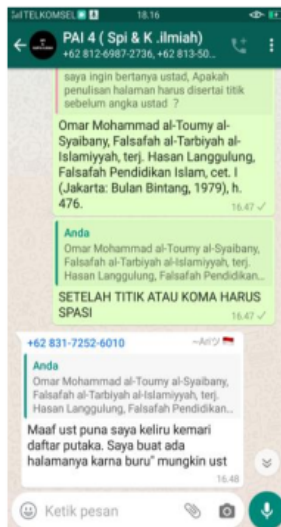 TELKOMSEL
18.16
PAI 4 ( Spi & K .ilmiah)
+62 812-6987-2736, +62 813-50...
saya ingin bertanya ustad, Apakah
penulisan halaman harus disertai titik
sebelum angka ustad ?
Omar Mohammad al-Toumy al-
Syaibany, Falsafah al-Tarbiyah al-
Islamiyyah, terj. Hasan Langgulung,
Falsafah Pendidikan Islam, cet. I
(Jakarta: Bulan Bintang, 1979), h.
476.
16.47
Anda
Omar Mohammad al-Toumy al-Syaibany,
Falsafah al-Tarbiyah al-Islamiyyah, terj.
Hasan Langgulung, Falsafah Pendidikan...
SETELAH TITIK ATAU KOMA HARUS
SPASI
16.47
+62 831-7252-6010
~Ariツ
Anda
Omar Mohammad al-Toumy al-Syaibany,
Falsafah al-Tarbiyah al-Islamiyyah, terj.
Hasan Langgulung, Falsafah Pendidikan...
Maaf ust puna saya keliru kemari
daftar putaka. Saya buat ada
halamanya karna buru" mungkin ust
16.48
Ketik pesan